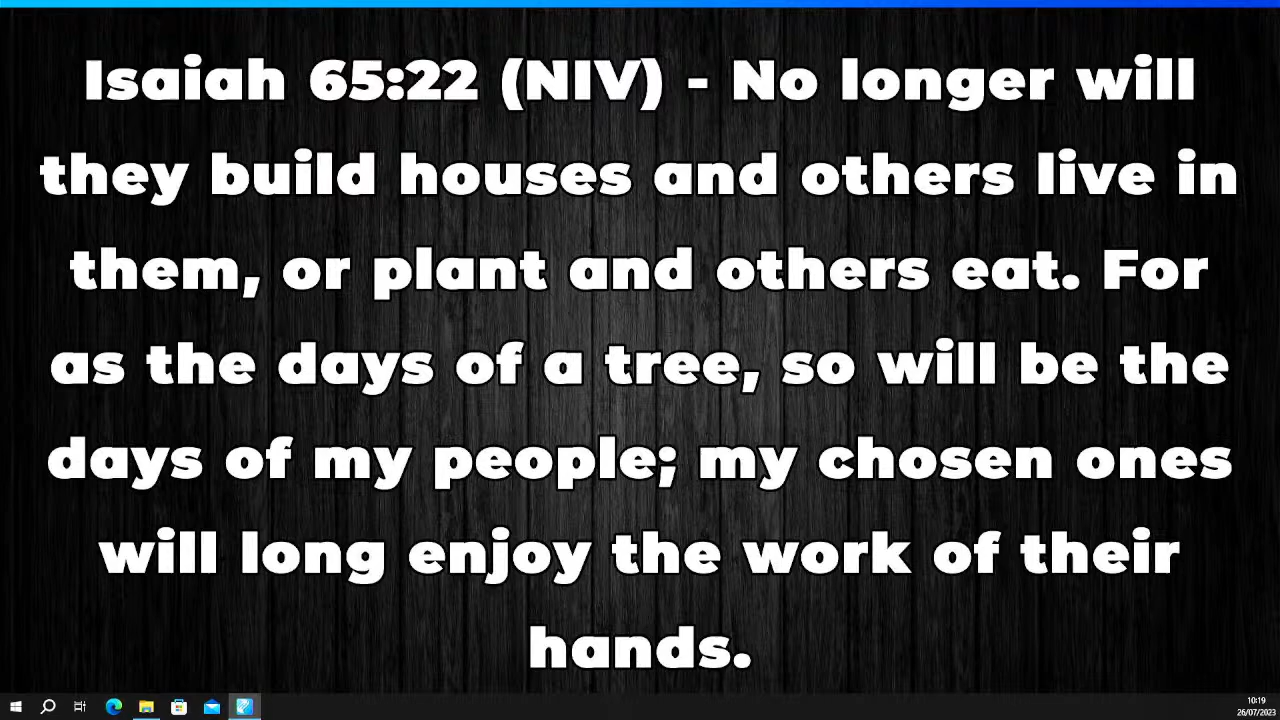 Isaiah 65:22 (NIV) - No longer will
they build houses and others live in
them, or plant and others eat. For
as the days of a tree, so will be the
days of my people; my chosen ones
will long enjoy the work of their
hands.
10:19
26/07/2023